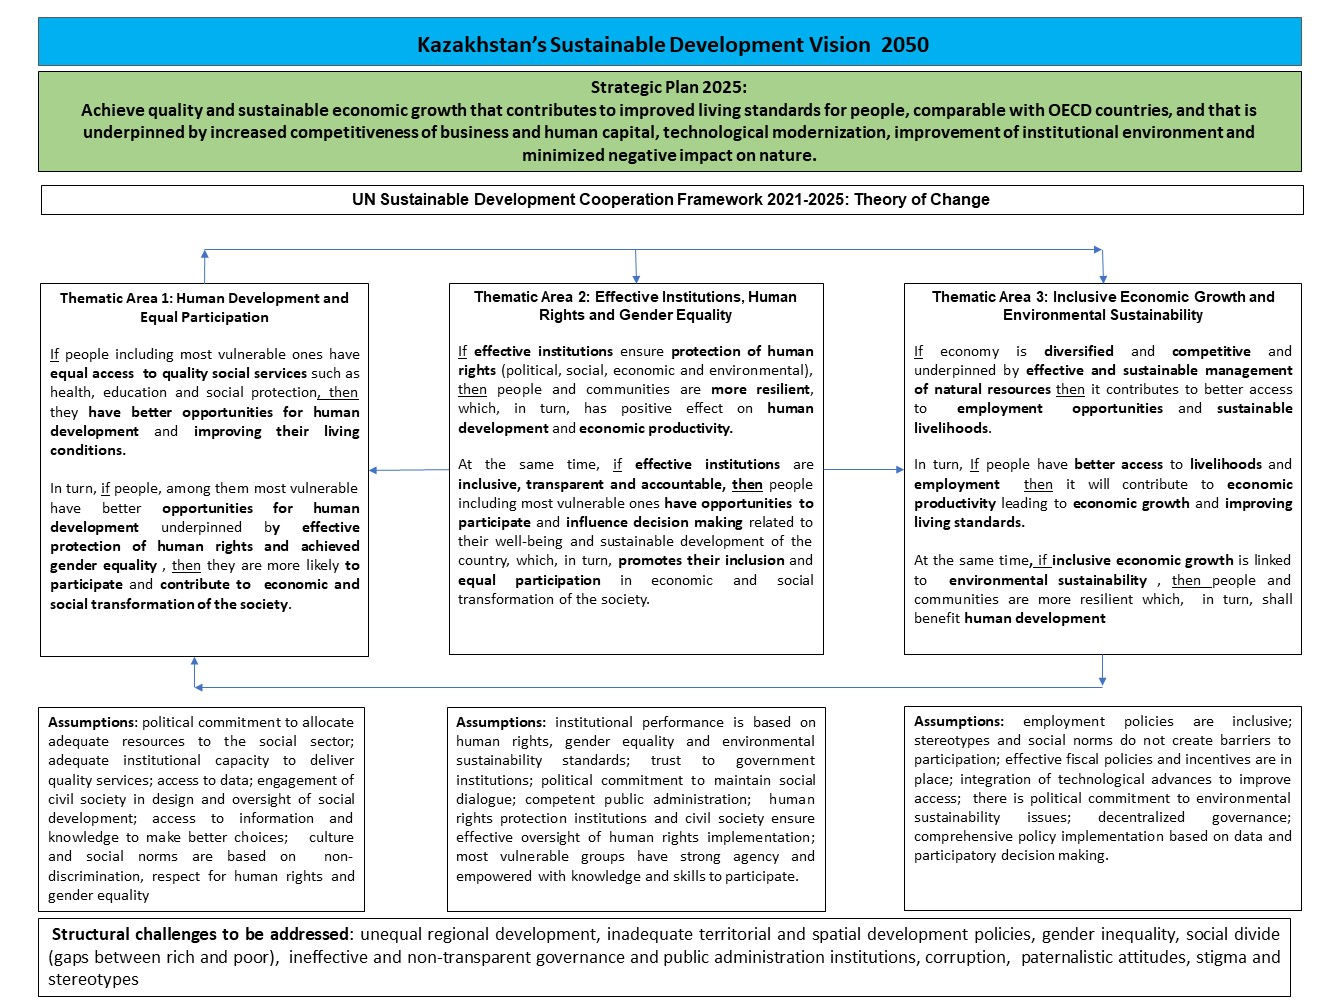 Kazakhstan's Sustainable Development Vision 2050
Strategic Plan 2025:
Achieve quality and sustainable economic growth that contributes to improved living standards for people, comparable with OECD countries, and that is
underpinned by increased competitiveness of business and human capital, technological modernization, improvement of institutional environment and
minimized negative impact on nature.
UN Sustainable Development Cooperation Framework 2021-2025: Theory of Change
Thematic Area 1: Human Development and
Equal Participation
If people including most vulnerable ones have
equal access to quality social services such as
health, education and social protection, then
they have better opportunities for human
development and improving their living
conditions.
In turn, if people, among them most vulnerable
have better opportunities for human
development underpinned by effective
protection of human rights and achieved
gender equality , then they are more likely to
participate and contribute to economic and
social transformation of the society.
Thematic Area 2: Effective Institutions, Human
Rights and Gender Equality
If effective institutions ensure protection of human
rights (political, social, economic and environmental),
then people and communities are more resilient,
which, in turn, has positive effect on human
development and economic productivity.
At the same time, if effective institutions are
inclusive, transparent and accountable, then people
including most vulnerable ones have opportunities to
participate and influence decision making related to
their well-being and sustainable development of the
country, which, in turn, promotes their inclusion and
equal participation in economic and social
transformation of the society.
Thematic Area 3: Inclusive Economic Growth and
Environmental Sustainability
If economy is diversified and competitive and
underpinned by effective and sustainable management
of natural resources then it contributes to better access
to employment opportunities and sustainable
livelihoods.
In turn, If people have better access to livelihoods and
employment then it will contribute to economic
productivity leading to economic growth and improving
living standards.
At the same time, if inclusive economic growth is linked
to environmental sustainability , then people and
communities are more resilient which, in turn, shall
benefit human development
Assumptions: political commitment to allocate
adequate resources to the social sector;
adequate institutional capacity to deliver
quality services; access to data; engagement of
civil society in design and oversight of social
development; access to information and
knowledge to make better choices; culture
and social norms are based on non-
discrimination, respect for human rights and
gender equality
Assumptions: institutional performance is based on
human rights, gender equality and environmental
sustainability standards; trust to government
institutions; political commitment to maintain social
dialogue; competent public administration; human
rights protection institutions and civil society ensure
effective oversight of human rights implementation;
most vulnerable groups have strong agency and
empowered with knowledge and skills to participate.
Assumptions: employment policies are inclusive;
stereotypes and social norms do not create barriers to
participation; effective fiscal policies and incentives are in
place; integration of technological advances to improve
access; there is political commitment to environmental
sustainability issues; decentralized governance;
comprehensive policy implementation based on data and
participatory decision making.
Structural challenges to be addressed: unequal regional development, inadequate territorial and spatial development policies, gender inequality, social divide
(gaps between rich and poor), ineffective and non-transparent governance and public administration institutions, corruption, paternalistic attitudes, stigma and
stereotypes